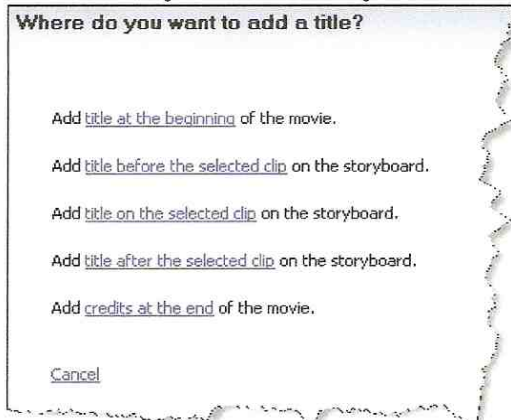 Where do you want to add a title?
Add title at the beginning of the movie.
Add title before the selected clip on the storyboard.
Add title on the selected clip on the storyboard.
Add title after the selected clip on the storyboard.
Add credits at the end of the movie.
Cancel